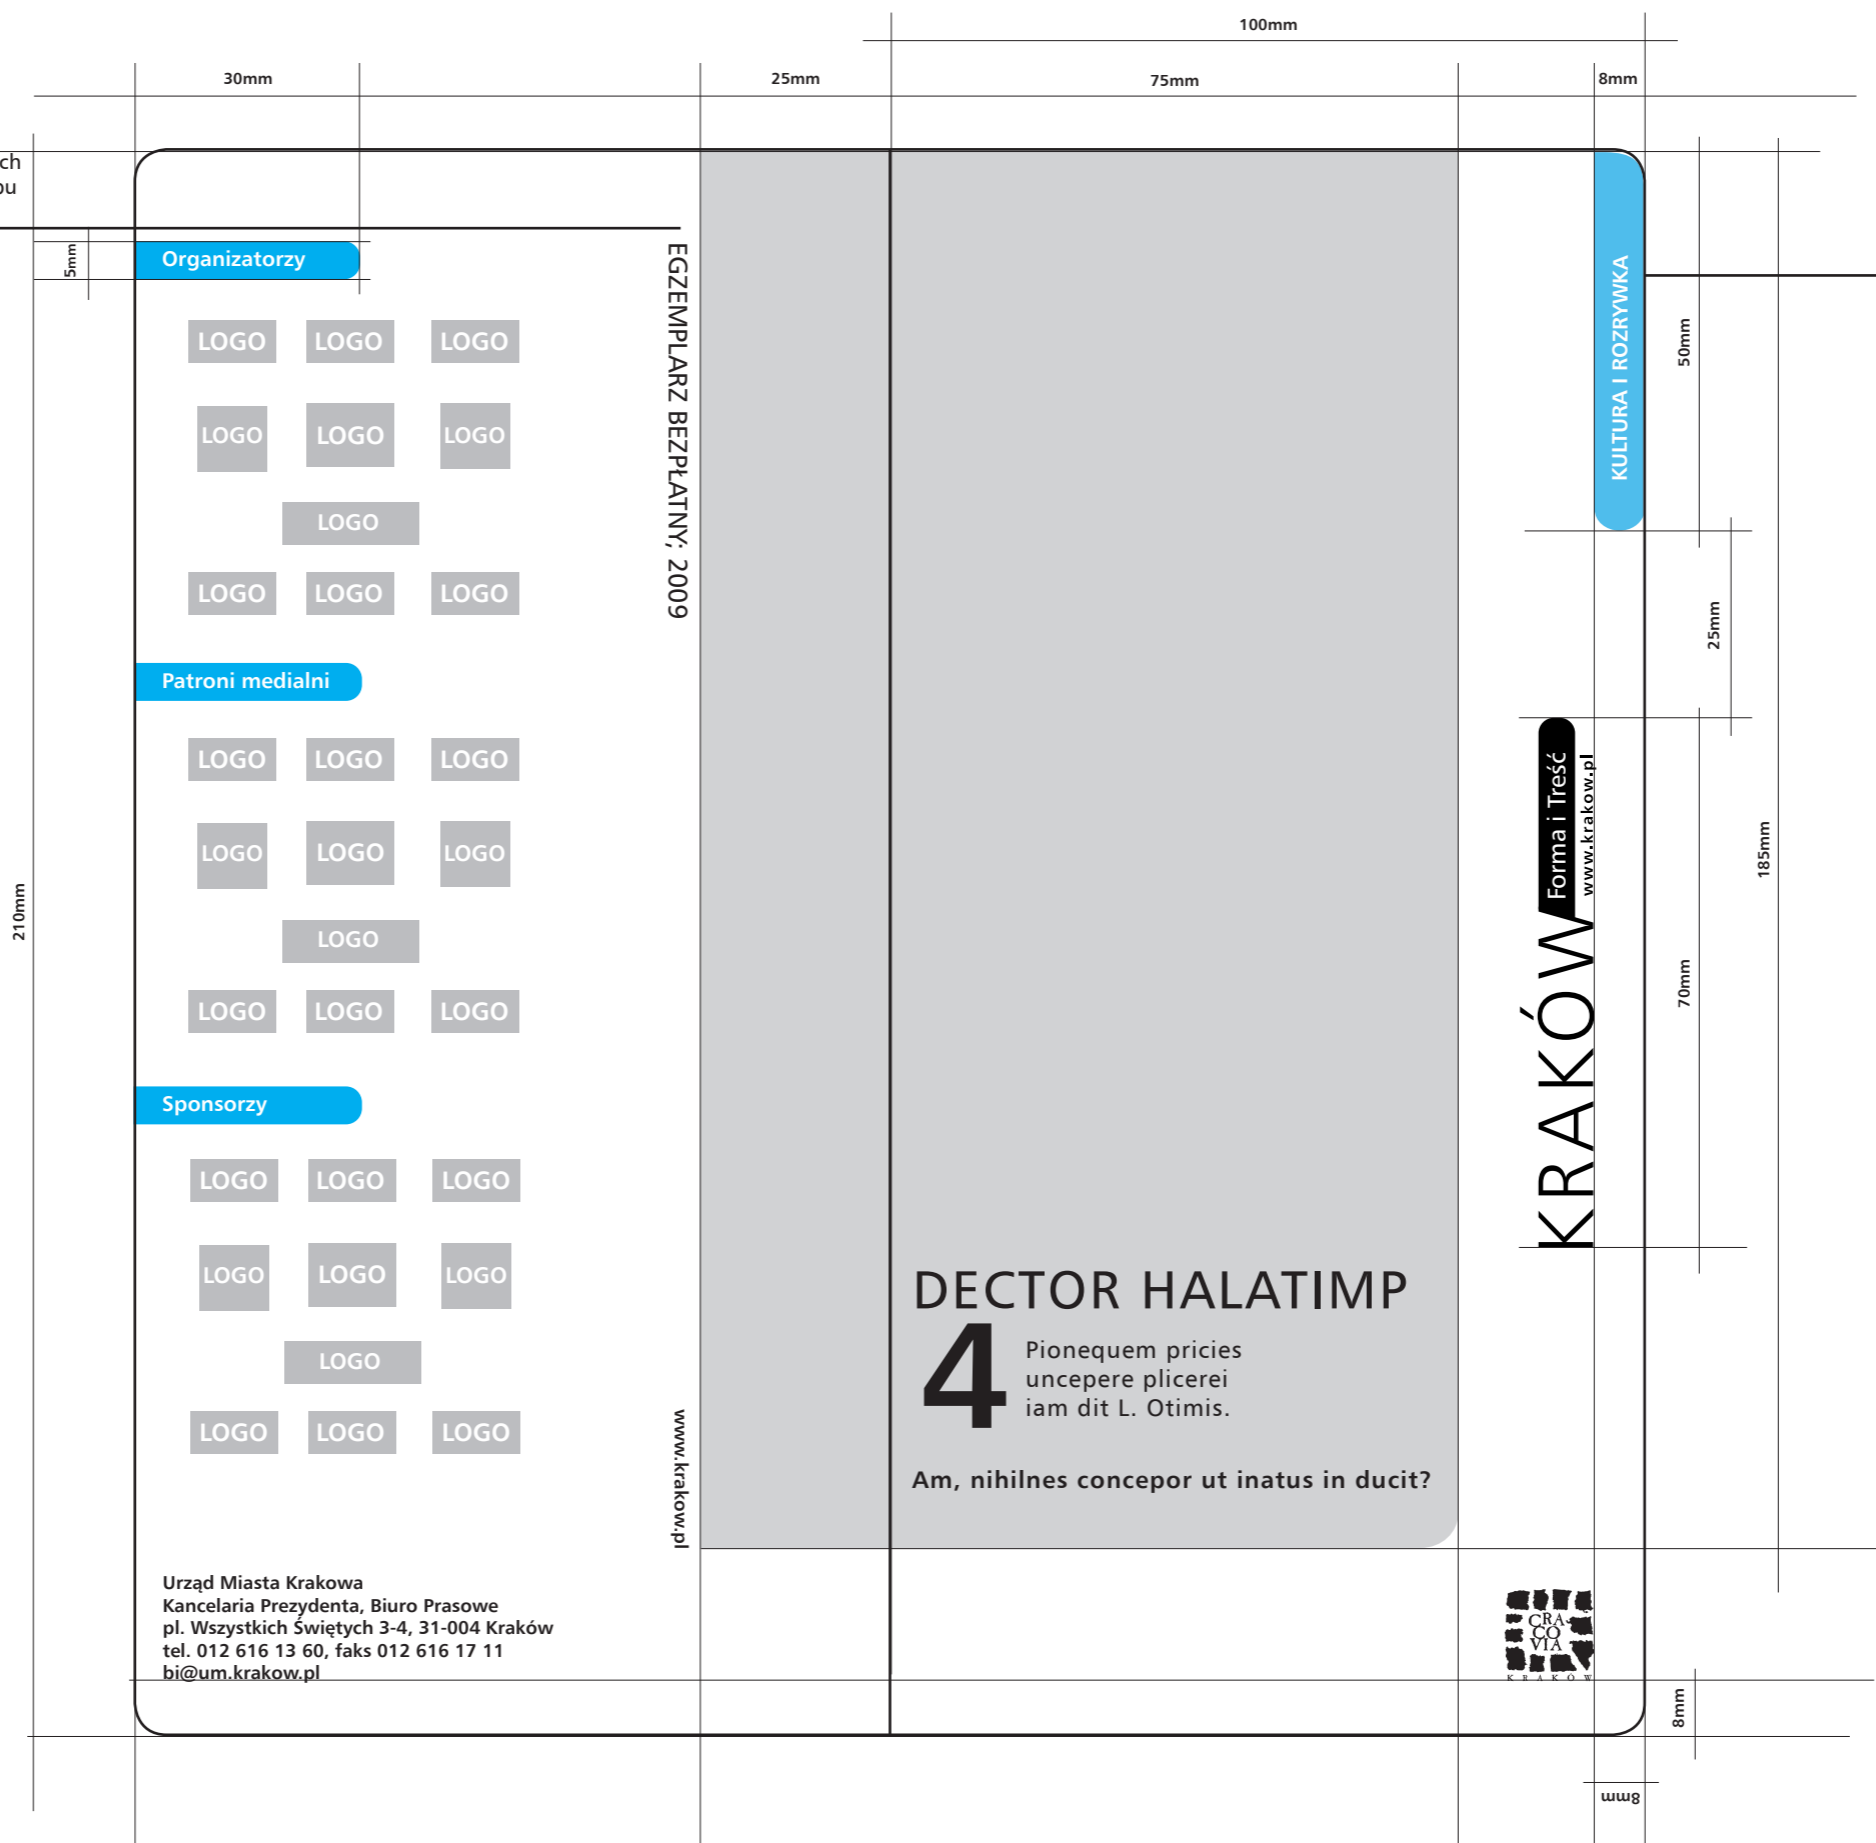 100mm
30mm
25mm
75mm
8mm
5mm
Organizatorzy
LOGO LOGO LOGO
LOGO LOGO LOGO
LOGO
LOGO LOGO LOGO
Patroni medialni
LOGO LOGO LOGO
LOGO LOGO LOGO
LOGO
LOGO LOGO LOGO
Sponsorzy
LOGO LOGO LOGO
LOGO LOGO LOGO
LOGO
LOGO LOGO LOGO
Urząd Miasta Krakowa
Kancelaria Prezydenta, Biuro Prasowe
pl. Wszystkich Świętych 3-4, 31-004 Kraków
tel. 012 616 13 60, faks 012 616 17 11
bi@um.krakow.pl
210mm
EGZEMPLARZ BEZPŁATNY; 2009
www.krakow.pl
DECTOR HALATIMP
4
Pionequem pricies
uncepere plicerei
iam dit L. Otimis.
Am, nihilnes concepor ut inatus in ducit?
KULTURA I ROZRYWKA
KRAKÓW
Forma i Treść
www.krakow.pl
CRA
CO
VIA
KRAKÓW
50mm
25mm
185mm
70mm
8mm
8mm